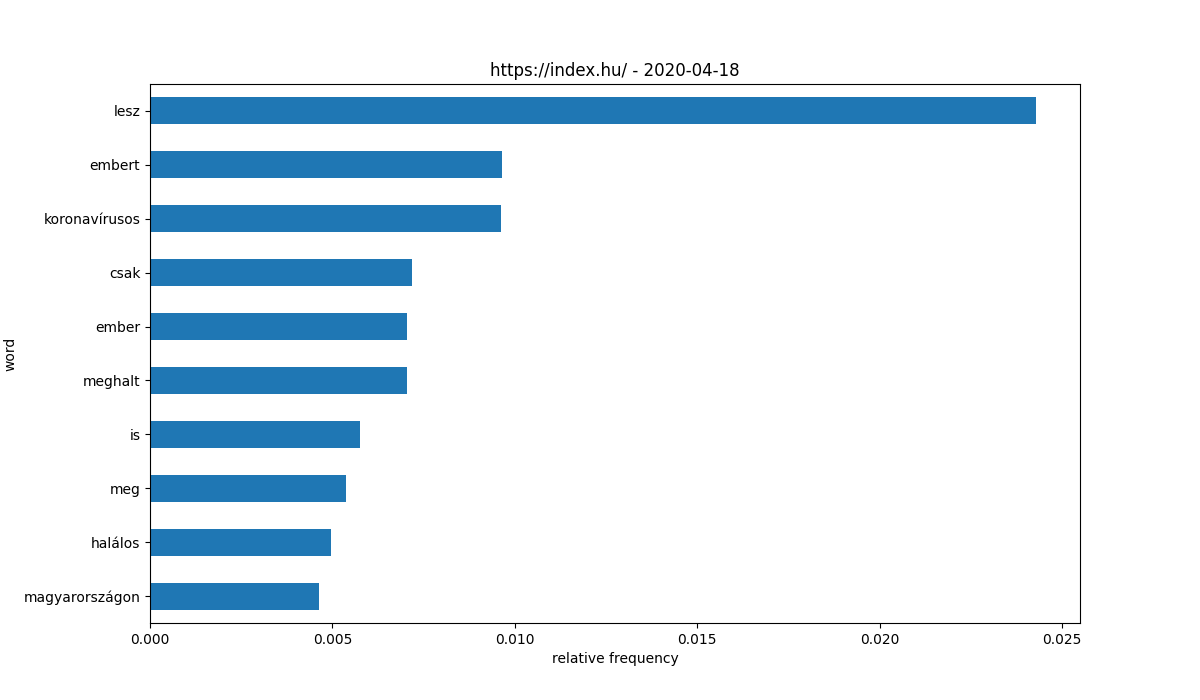 https://index.hu/ - 2020-04-18
word
lesz
embert
koronavírusos
csak
ember
meghalt
is
meg
halálos
magyarországon
0.000 0.005 0.010 0.015 0.020 0.025
relative frequency